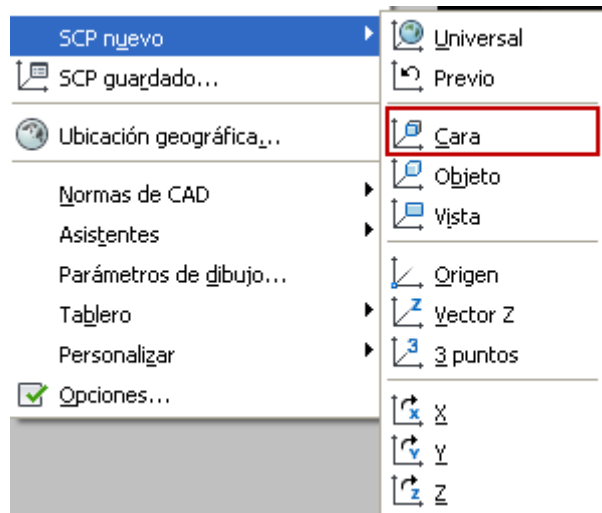 SCP nuevo
SCP guardado...
Ubicación geográfica...
Normas de CAD
Asistentes
Parámetros de dibujo...
Tablero
Personalizar
Opciones...
Universal
Previo
Cara
Objeto
Vista
Origen
Vector Z
3 puntos
X
Y
Z